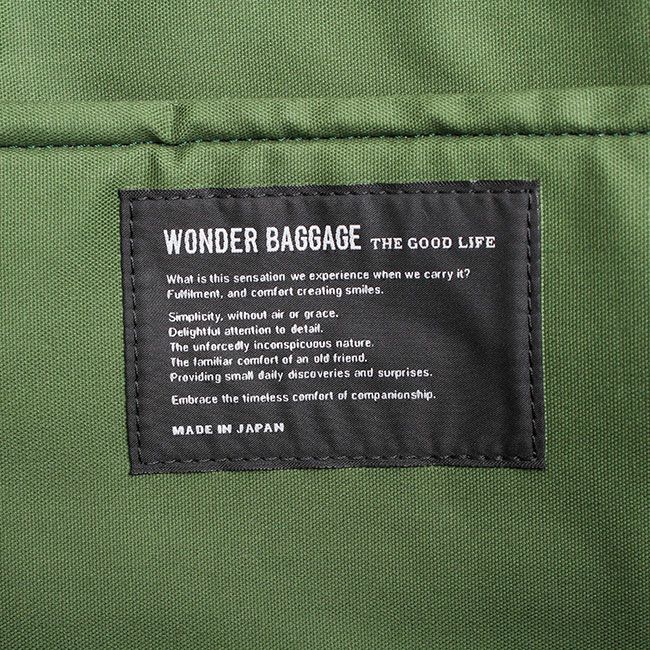 WONDER BAGGAGE THE GOOD LIFE
What is this sensation we experience when we carry it?
Fulfilment, and comfort creating smiles.
Simplicity, without air or grace.
Delightful attention to detail.
The unforcedly inconspicuous nature.
The familiar comfort of an old friend.
Providing small daily discoveries and surprises.
Embrace the timeless comfort of companionship.
MADE IN JAPAN